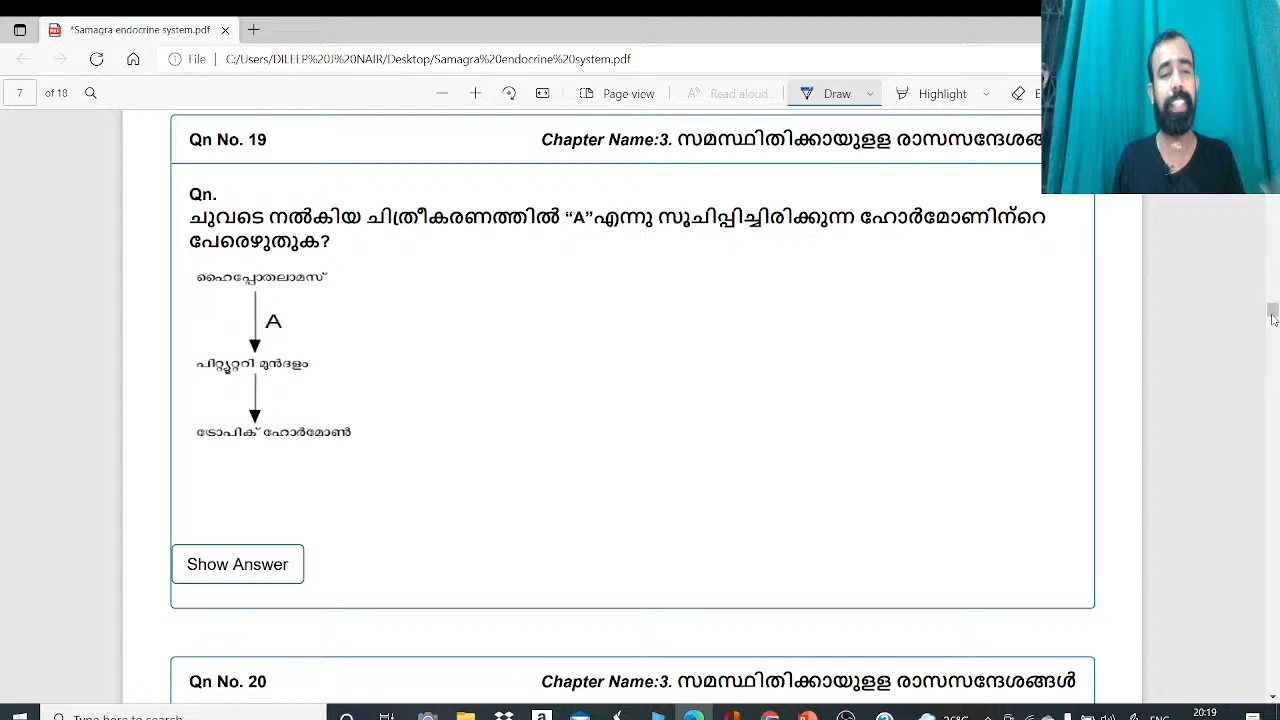 *Samagra endocrine system.pdf
File
C:/Users/DILEEP%20J%20NAIR/Desktop/Samagra%20endocrine%20system.pdf
7 of 18
Page view
Read aloud
Draw
Highlight
Qn No. 19
Chapter Name:3. സമസ്ഥിതിക്കായുളള രാസസന്ദേശങ്ങ
Qn.
ചുവടെ നൽകിയ ചിത്രീകരണത്തിൽ “A”എന്നു സൂചിപ്പിച്ചിരിക്കുന്ന ഹോർമോണിന്റെ
പേരെഴുതുക?
ഹൈപ്പോതലാമസ്
A
പിറ്റ്യൂറ്ററി മുൻദളം
ട്രോപിക് ഹോർമോൺ
Show Answer
Qn No. 20
Chapter Name:3. സമസ്ഥിതിക്കായുളള രാസസന്ദേശങ്ങൾ
Type here to search
20:19